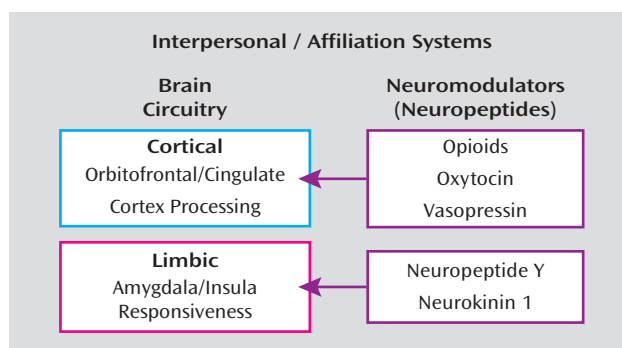 Interpersonal / Affiliation Systems
Brain
Circuitry
Neuromodulators
(Neuropeptides)
Cortical
Orbitofrontal/Cingulate
Cortex Processing
Opioids
Oxytocin
Vasopressin
Limbic
Amygdala/Insula
Responsiveness
Neuropeptide Y
Neurokinin 1